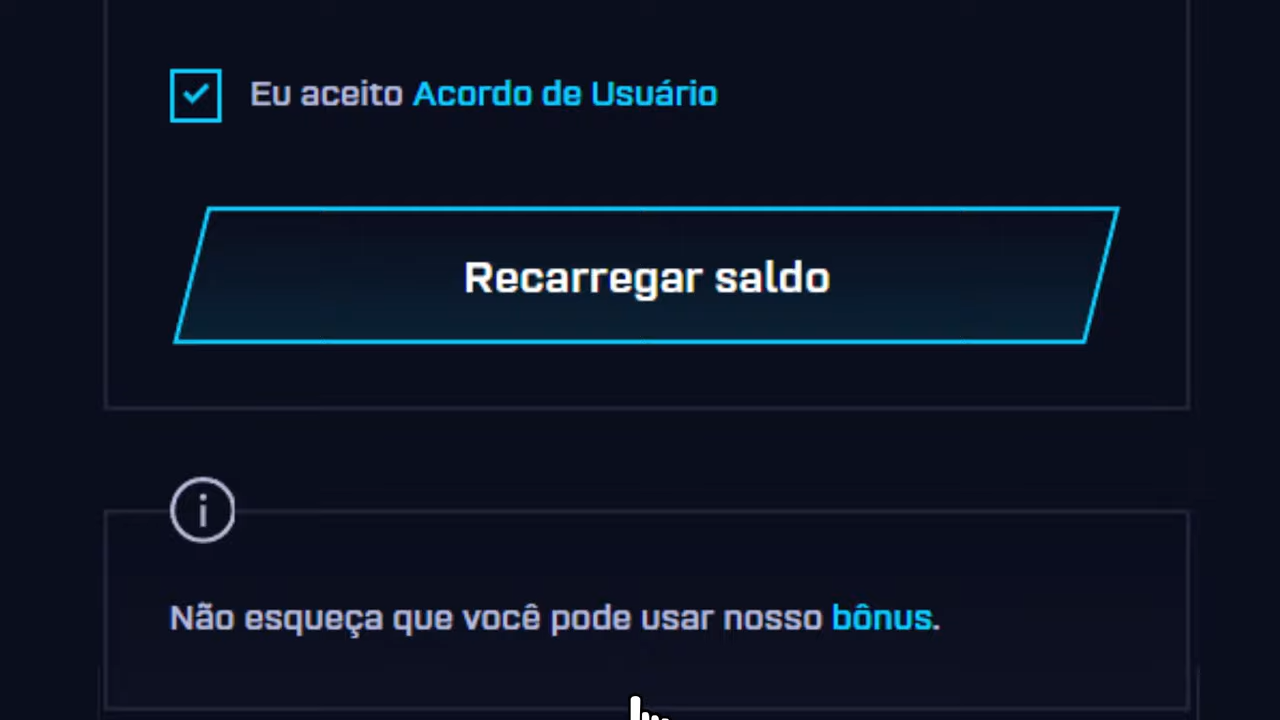 Eu aceito Acordo de Usuário
Recarregar saldo
Não esqueça que você pode usar nosso bônus.